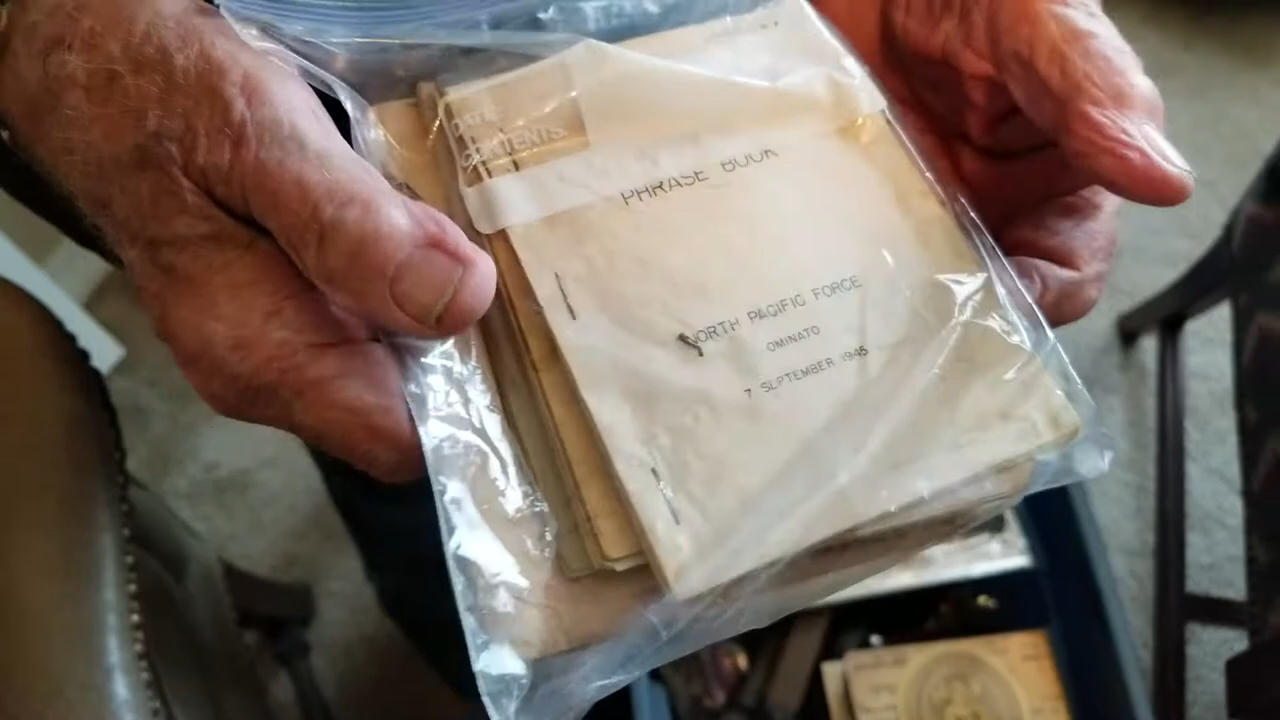 DATE
CONTENTS
PHRASE BOOK
NORTH PACIFIC FORCE
OMINATO
7 SEPTEMBER 1945